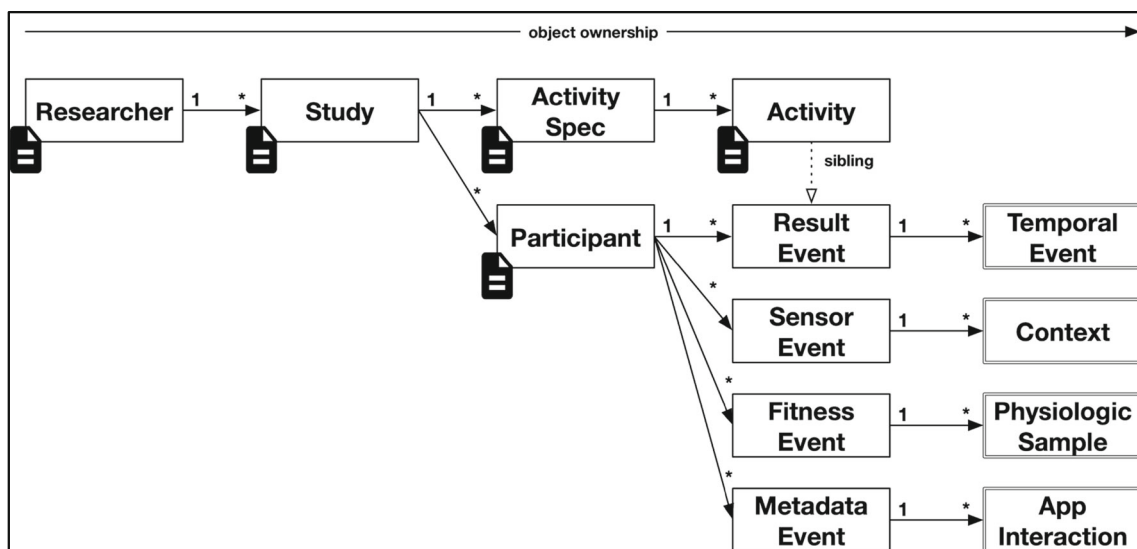 object ownership
Researcher
1
*
Study
1
*
Activity
Spec
1
*
Activity
sibling
*
Participant
1
*
Result
Event
1
*
Temporal
Event
*
Sensor
Event
1
*
Context
*
Fitness
Event
1
*
Physiologic
Sample
*
Metadada
Event
1
*
App
Interaction